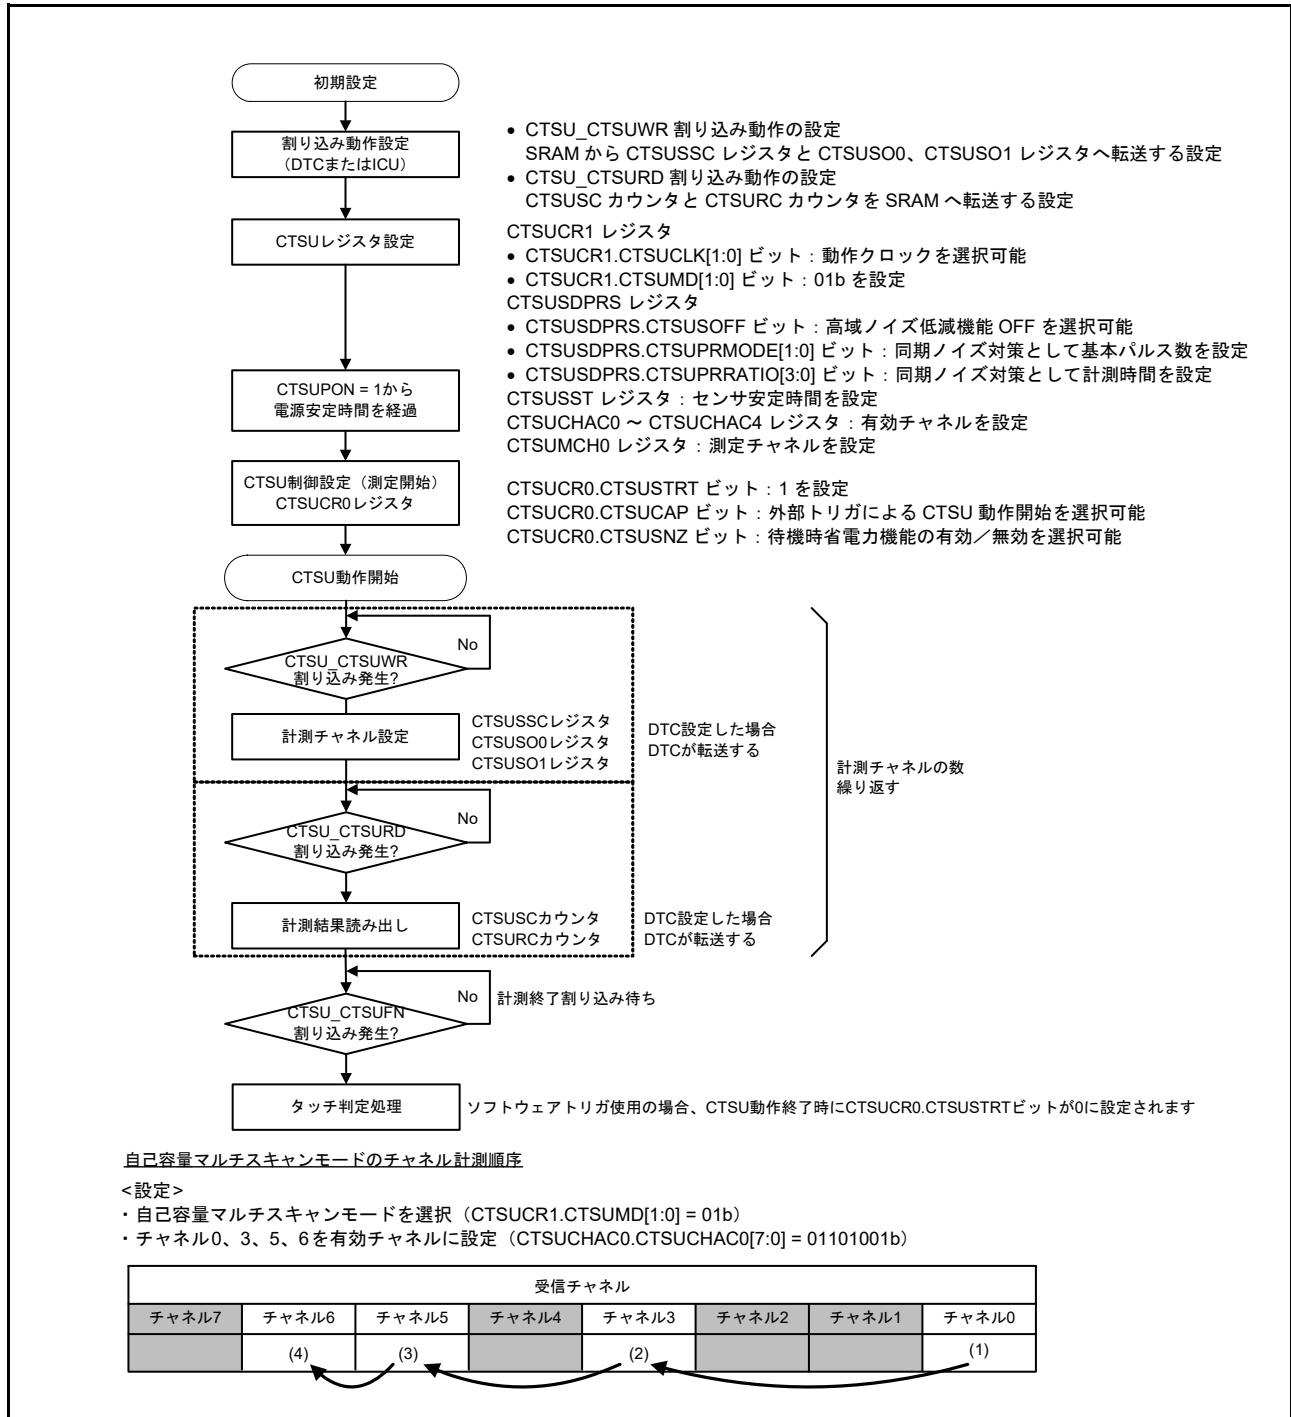 初期設定
割り込み動作設定
（DTCまたはICU）
• CTSU_CTSUWR 割り込み動作の設定
SRAM から CTSUSSC レジスタと CTSUSO0、CTSUSO1 レジスタへ転送する設定
• CTSU_CTSURD 割り込み動作の設定
CTSUSC カウンタと CTSURC カウンタを SRAM へ転送する設定
CTSUレジスタ設定
CTSUCR1 レジスタ
• CTSUCR1.CTSUCLK[1:0] ビット：動作クロックを選択可能
• CTSUCR1.CTSUMD[1:0] ビット：01b を設定
CTSUSDPRS レジスタ
• CTSUSDPRS.CTSUSOFF ビット：高域ノイズ低減機能 OFF を選択可能
• CTSUSDPRS.CTSUPRMODE[1:0] ビット：同期ノイズ対策として基本パルス数を設定
• CTSUSDPRS.CTSUPRRATIO[3:0] ビット：同期ノイズ対策として計測時間を設定
CTSUSST レジスタ：センサ安定時間を設定
CTSUCHAC0 ～ CTSUCHAC4 レジスタ：有効チャネルを設定
CTSUMCH0 レジスタ：測定チャネルを設定
CTSUPON = 1から
電源安定時間を経過
CTSU制御設定（測定開始）
CTSUCR0レジスタ
CTSUCR0.CTSUSTRT ビット：1 を設定
CTSUCR0.CTSUCAP ビット：外部トリガによる CTSU 動作開始を選択可能
CTSUCR0.CTSUSNZ ビット：待機時省電力機能の有効／無効を選択可能
CTSU動作開始
CTSU_CTSUWR
割り込み発生?
No
計測チャネル設定
CTSUSSCレジスタ
CTSUSO0レジスタ
CTSUSO1レジスタ
DTC設定した場合
DTCが転送する
計測チャネルの数
繰り返す
CTSU_CTSURD
割り込み発生?
No
計測結果読み出し
CTSUSCカウンタ
CTSURCカウンタ
DTC設定した場合
DTCが転送する
CTSU_CTSUFN
割り込み発生?
No
計測終了割り込み待ち
タッチ判定処理
ソフトウェアトリガ使用の場合、CTSU動作終了時にCTSUCR0.CTSUSTRTビットが0に設定されます
自己容量マルチスキャンモードのチャネル計測順序
<設定>
・自己容量マルチスキャンモードを選択（CTSUCR1.CTSUMD[1:0] = 01b）
・チャネル0、3、5、6を有効チャネルに設定（CTSUCHAC0.CTSUCHAC0[7:0] = 01101001b）
受信チャネル
チャネル7 チャネル6 チャネル5 チャネル4 チャネル3 チャネル2 チャネル1 チャネル0
(4) (3) (2) (1)